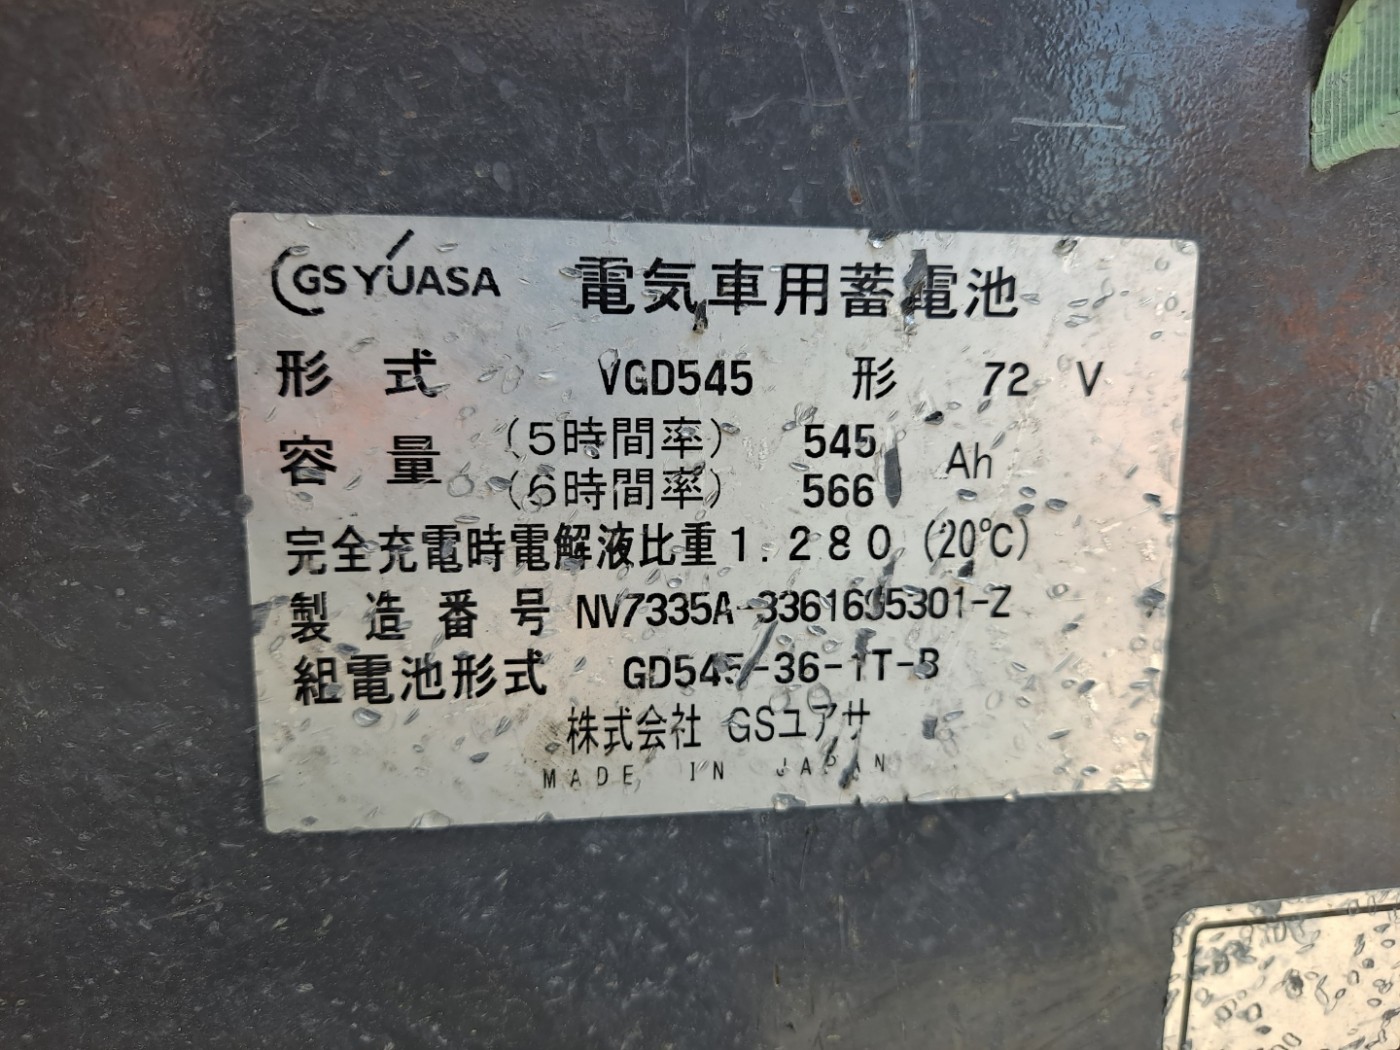 GS YUASA 電気車用蓄電池
形式 VGD545 形 72 V
容量 (5時間率) 545 Ah
(6時間率) 566
完全充電時電解液比重1.280 (20℃)
製造番号
組電池形式 GD545-36-1T-B
株式会社 GSユアサ
MADE IN JAPAN